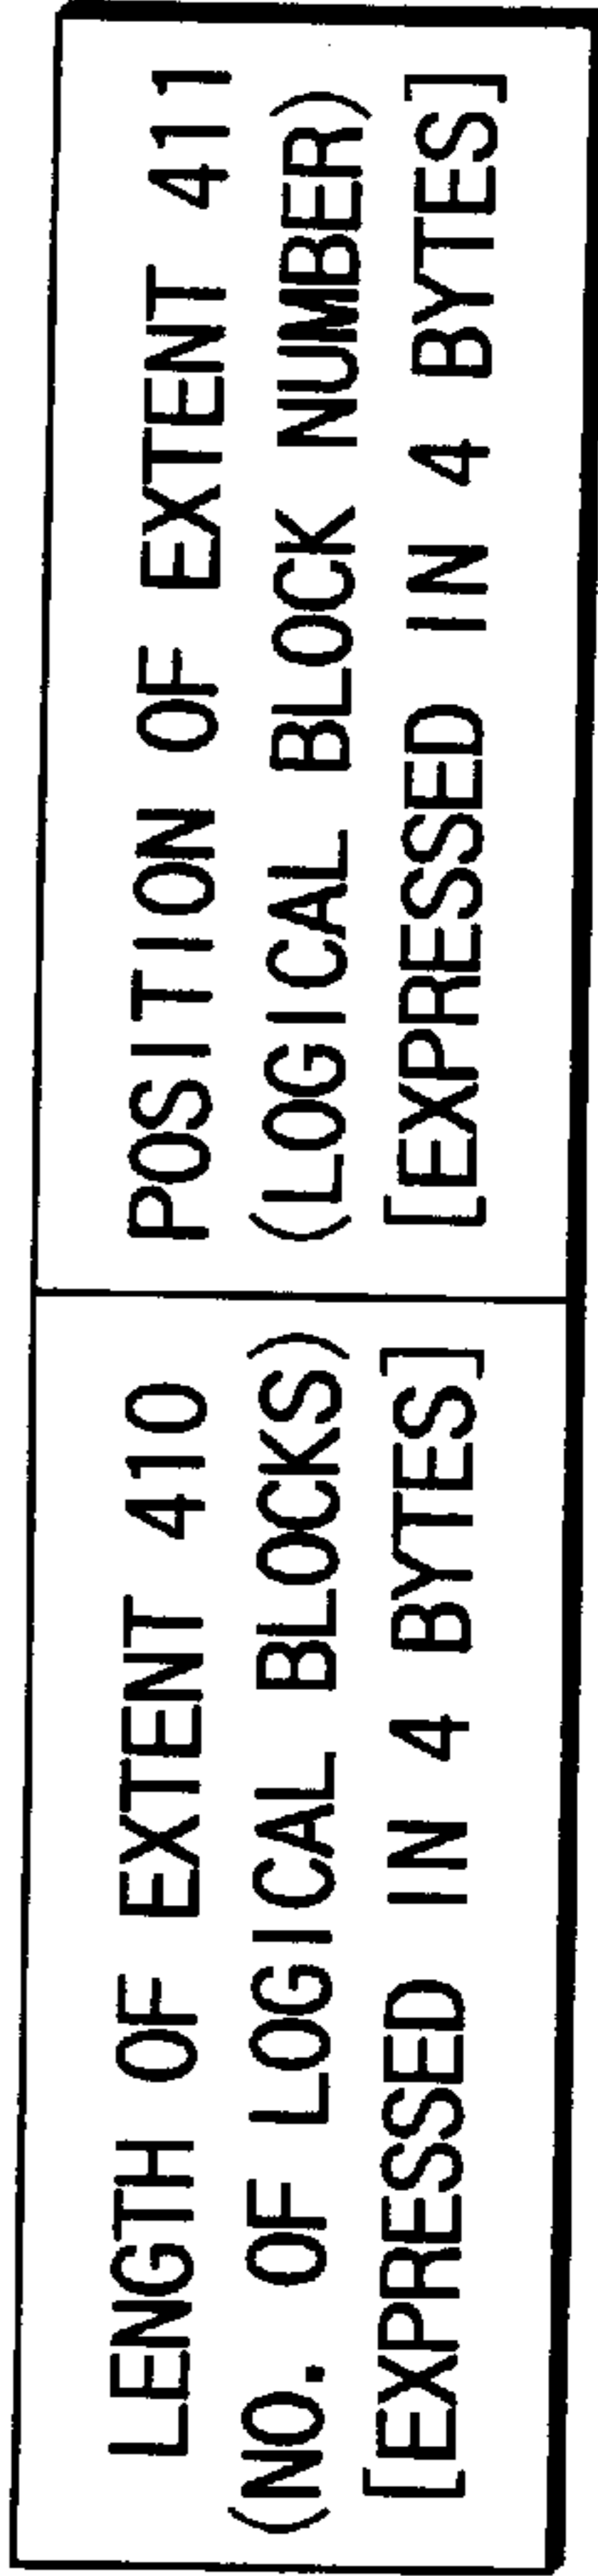 LENGTH OF EXTENT 410
(NO. OF LOGICAL BLOCKS)
[EXPRESSED IN 4 BYTES]
POSITION OF EXTENT 411
(LOGICAL BLOCK NUMBER)
[EXPRESSED IN 4 BYTES]